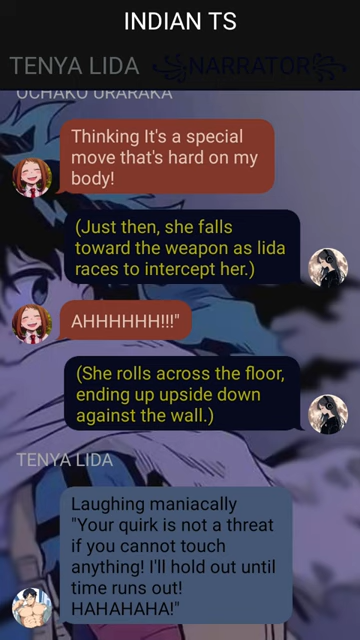 INDIAN TS
TENYA LIDA ꧁NARRATOR꧂
OCHAKO URARAKA
Thinking It's a special
move that's hard on my
body!
(Just then, she falls
toward the weapon as lida
races to intercept her.)
AHHHHHH!!!"
(She rolls across the floor,
ending up upside down
against the wall.)
TENYA LIDA
Laughing maniacally
"Your quirk is not a threat
if you cannot touch
anything! I'll hold out until
time runs out!
HAHAHAHA!"